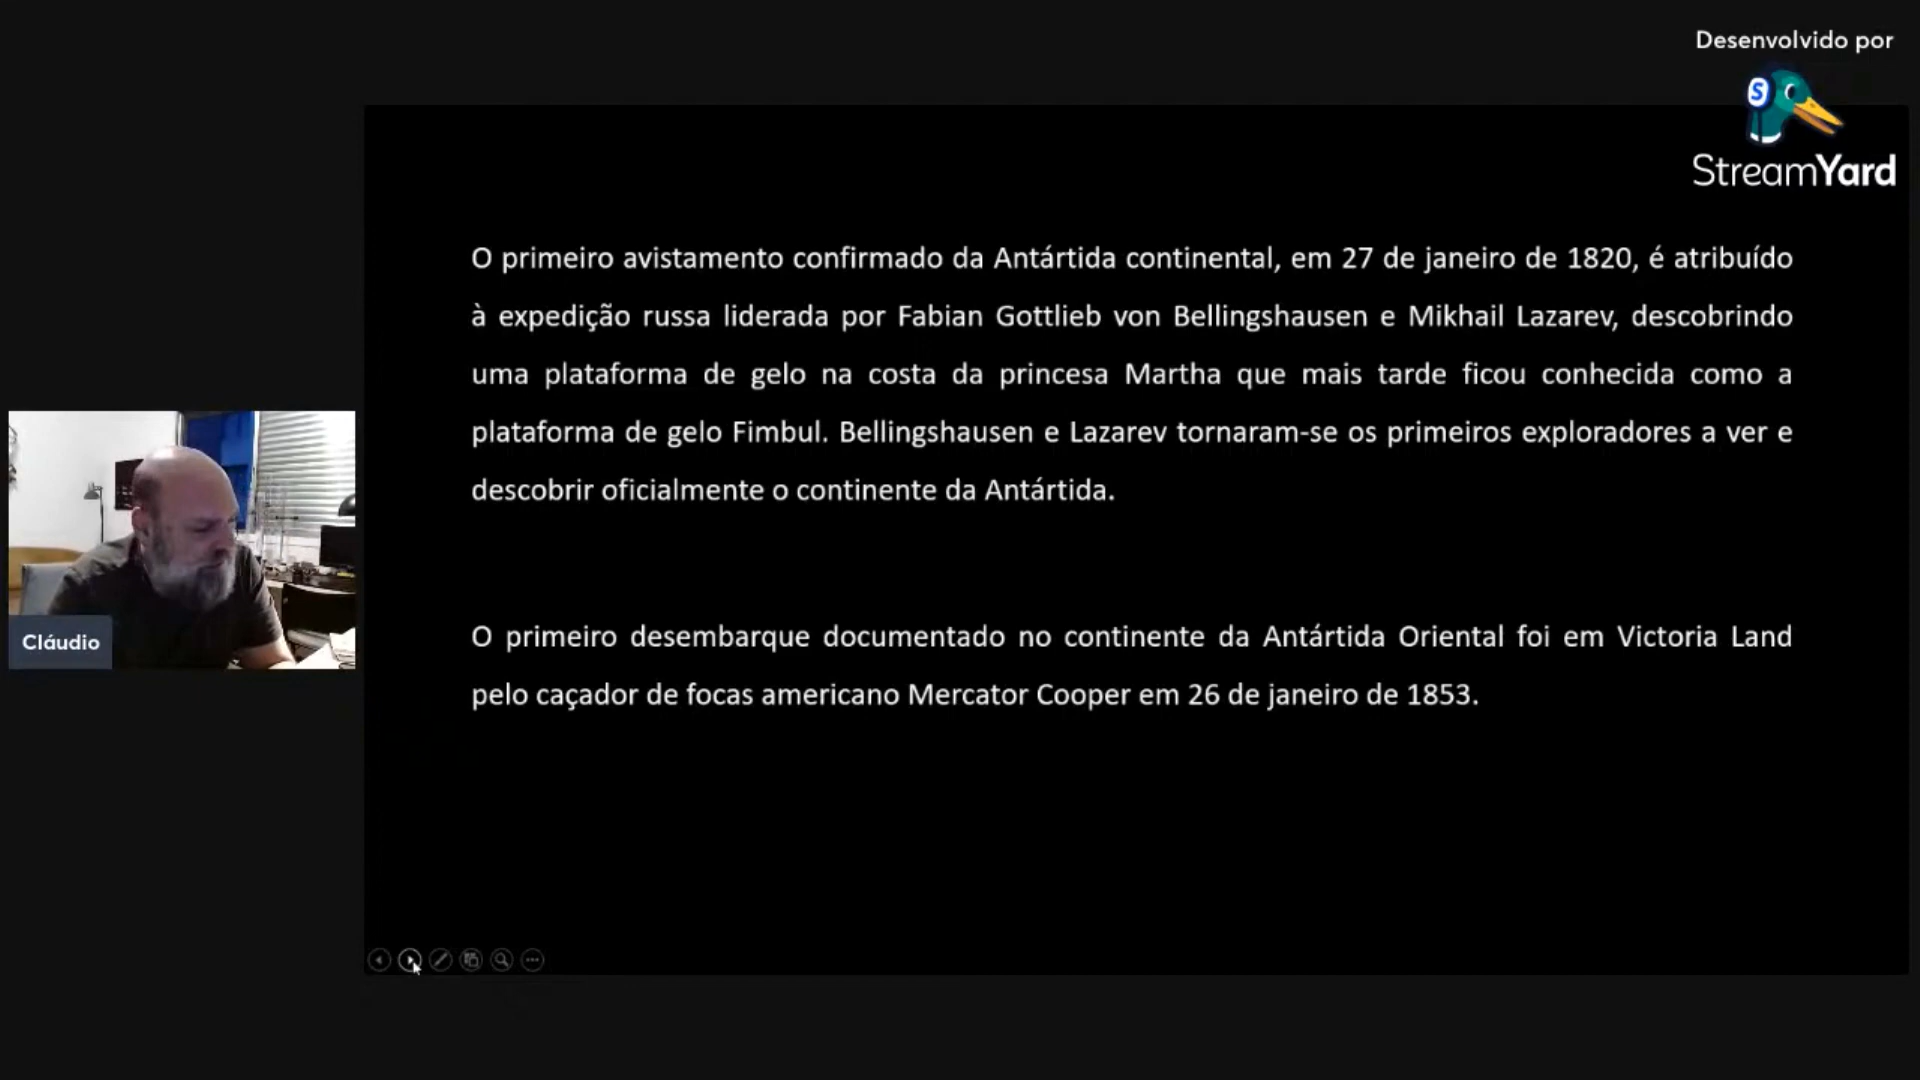 Desenvolvido por
S
StreamYard
O primeiro avistamento confirmado da Antártida continental, em 27 de janeiro de 1820, é atribuído
à expedição russa liderada por Fabian Gottlieb von Bellingshausen e Mikhail Lazarev, descobrindo
uma plataforma de gelo na costa da princesa Martha que mais tarde ficou conhecida como a
plataforma de gelo Fimbul. Bellingshausen e Lazarev tornaram-se os primeiros exploradores a ver e
descobrir oficialmente o continente da Antártida.
Cláudio
O primeiro desembarque documentado no continente da Antártida Oriental foi em Victoria Land
pelo caçador de focas americano Mercator Cooper em 26 de janeiro de 1853.